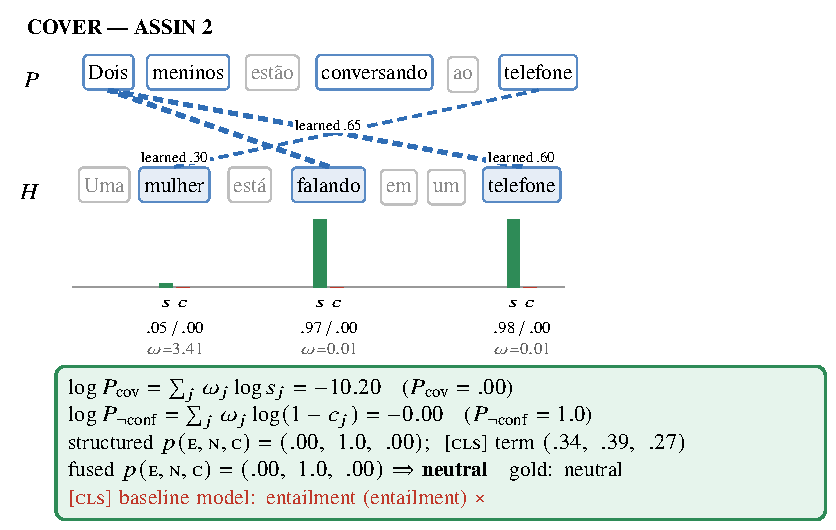 COVER — ASSIN 2
P Dois meninos estão conversando ao telefone
learned .65
learned .30 learned .60
H Uma mulher está falando em um telefone
s c s c s c
.05 / .00 .97 / .00 .98 / .00
ω=3.41 ω=0.01 ω=0.01
log P_cov = ∑_j ω_j log s_j = −10.20 (P_cov = .00)
log P_¬conf = ∑_j ω_j log(1 − c_j) = −0.00 (P_¬conf = 1.0)
structured p(E, N, C) = (.00, 1.0, .00); [CLS] term (.34, .39, .27)
fused p(E, N, C) = (.00, 1.0, .00) ⟹ neutral gold: neutral
[CLS] baseline model: entailment (entailment) ×